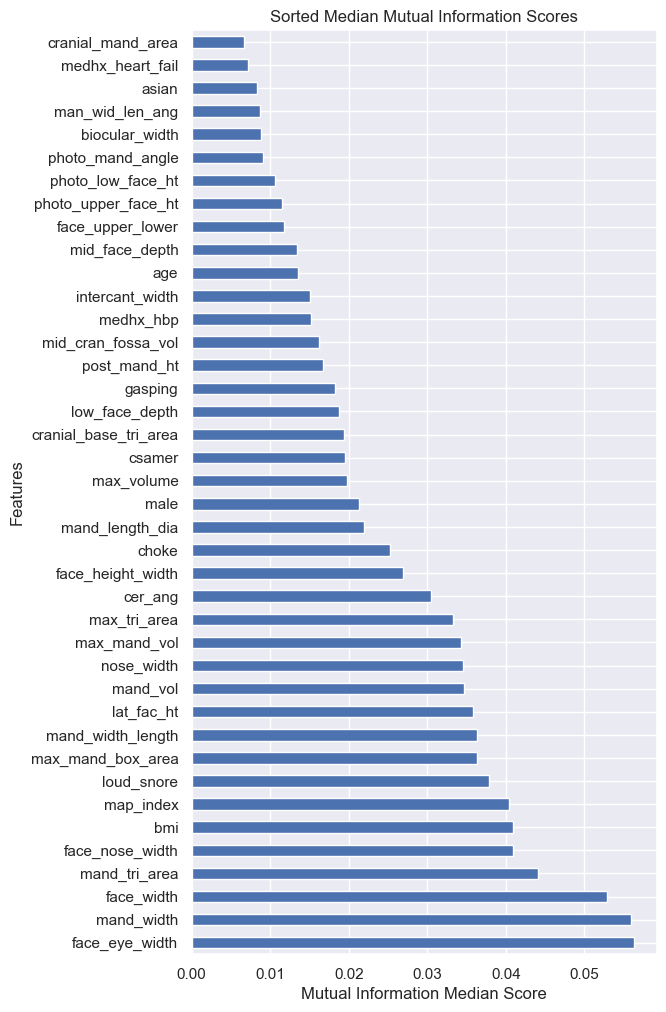 Sorted Median Mutual Information Scores
cranial_mand_area
medhx_heart_fail
asian
man_wid_len_ang
biocular_width
photo_mand_angle
photo_low_face_ht
photo_upper_face_ht
face_upper_lower
mid_face_depth
age
intercant_width
medhx_hbp
mid_cran_fossa_vol
post_mand_ht
gasping
low_face_depth
cranial_base_tri_area
csamer
max_volume
male
mand_length_dia
choke
face_height_width
cer_ang
max_tri_area
max_mand_vol
nose_width
mand_vol
lat_fac_ht
mand_width_length
max_mand_box_area
loud_snore
map_index
bmi
face_nose_width
mand_tri_area
face_width
mand_width
face_eye_width
Features
0.00 0.01 0.02 0.03 0.04 0.05
Mutual Information Median Score